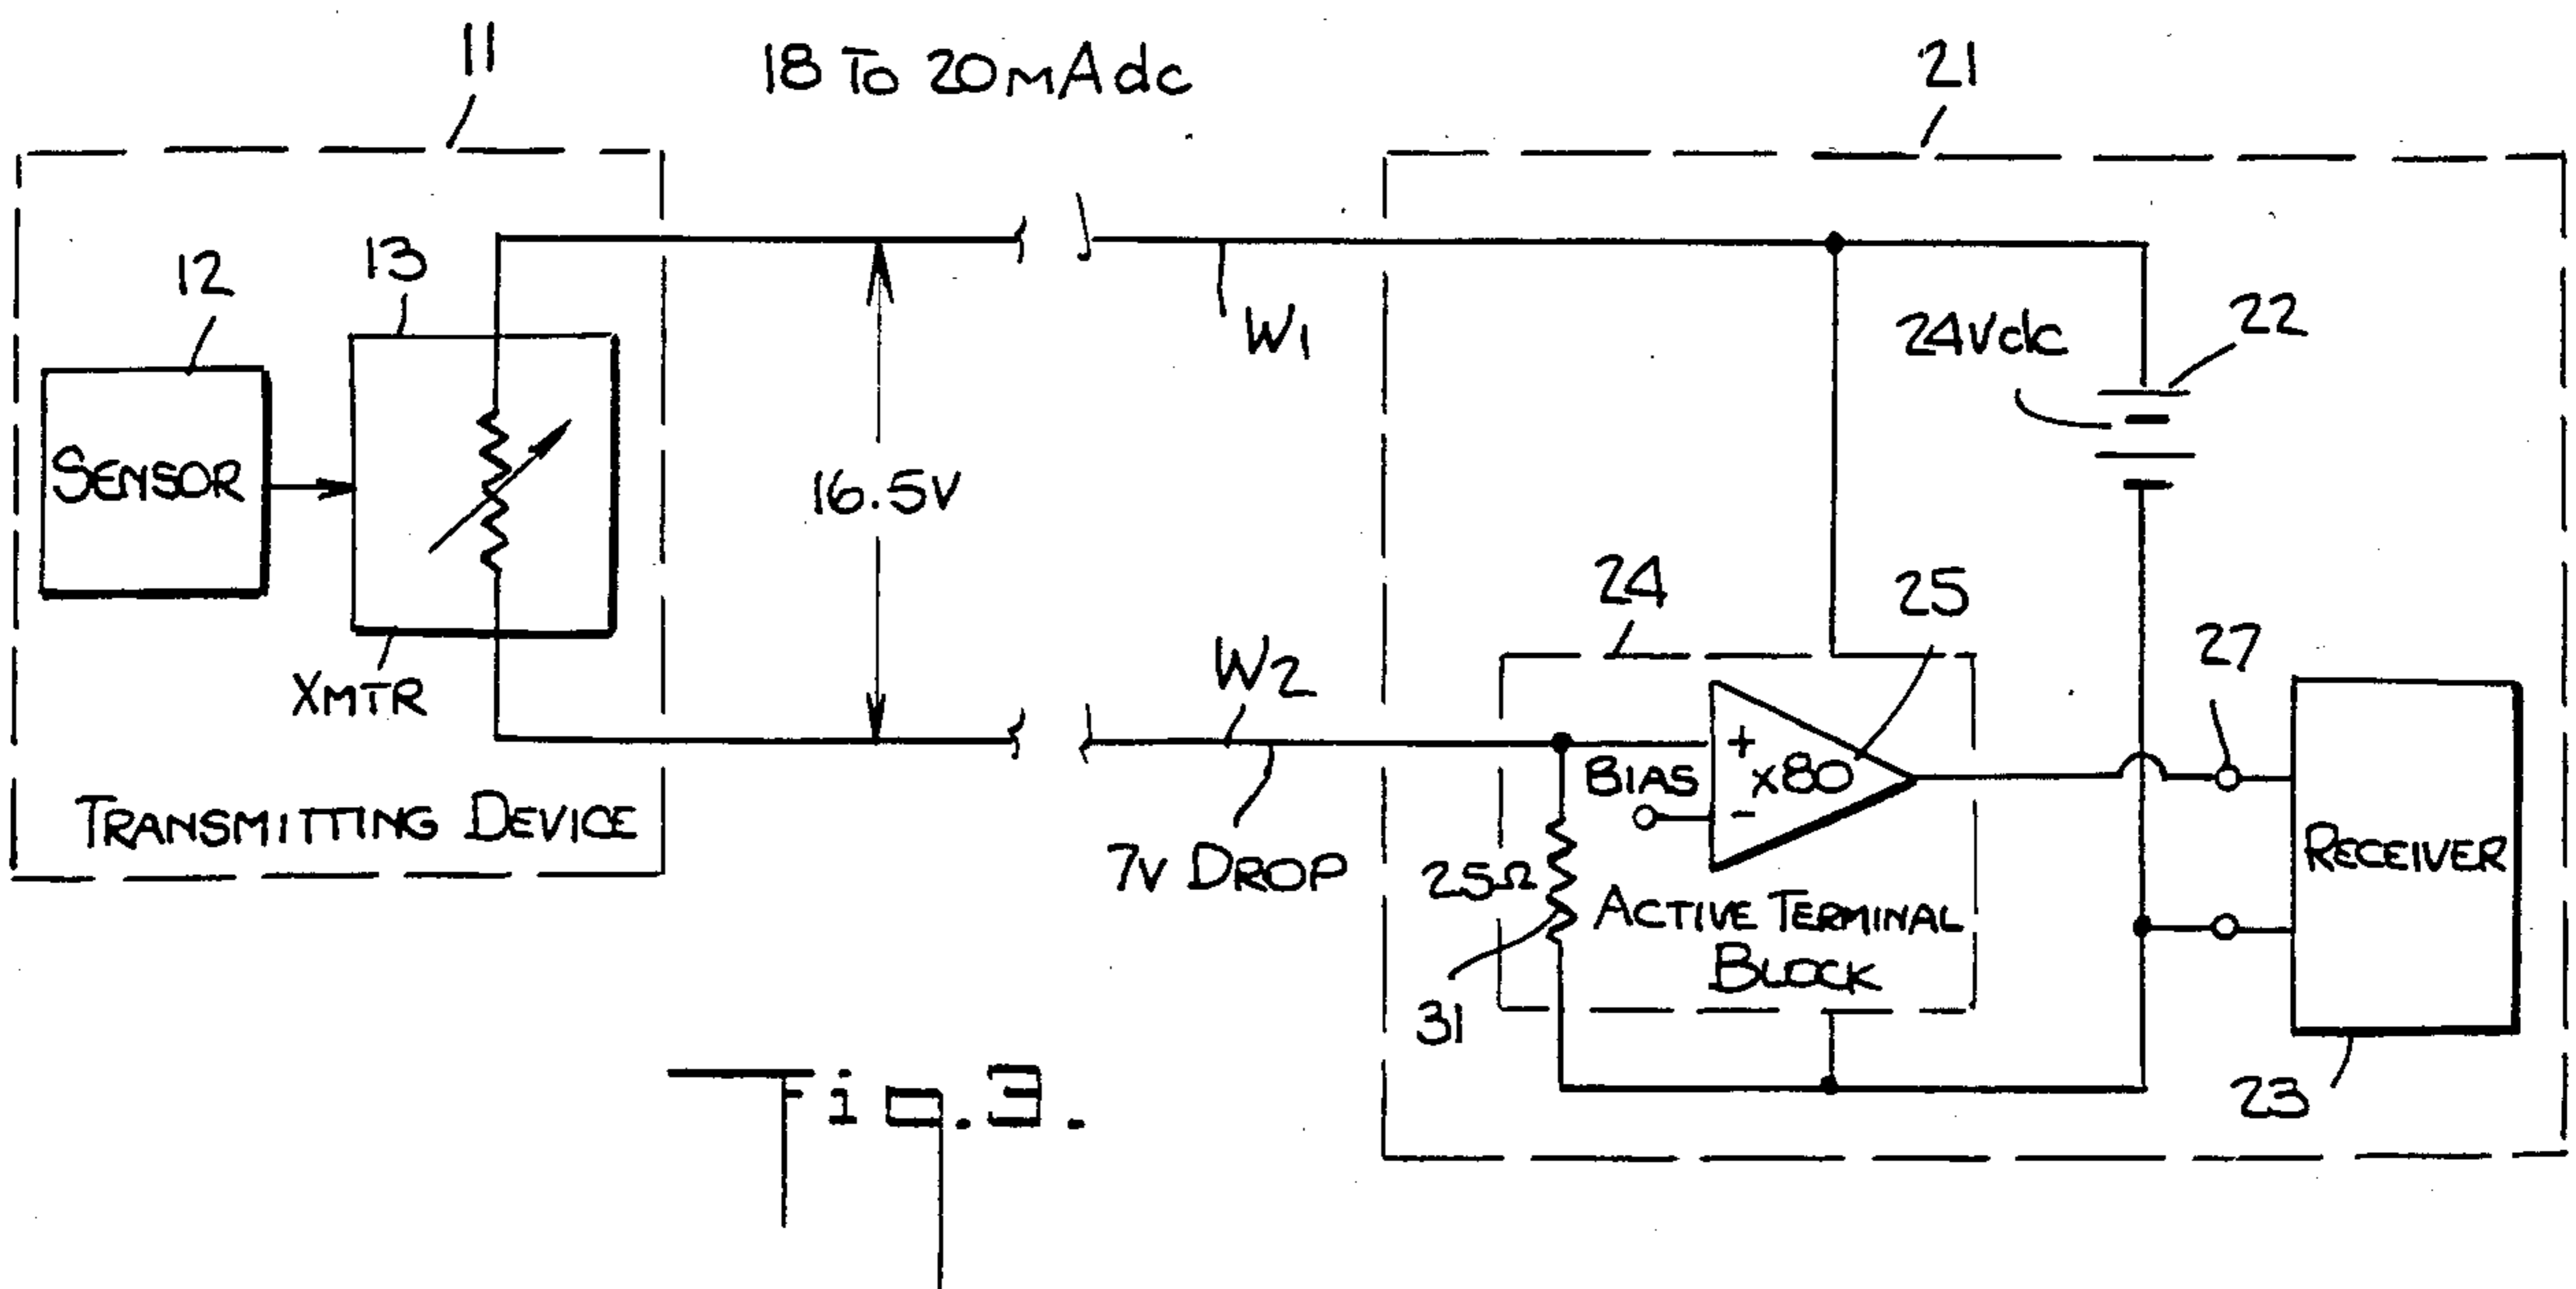 11
18 To 20mAdc
21
12
13
W1
24Vdc
22
SENSOR
16.5V
24
25
27
XMTR
W2
+
BIAS
x80
-
TRANSMITTING DEVICE
7V DROP
25Ω
ACTIVE TERMINAL
BLOCK
RECEIVER
31
23
Fig.3.